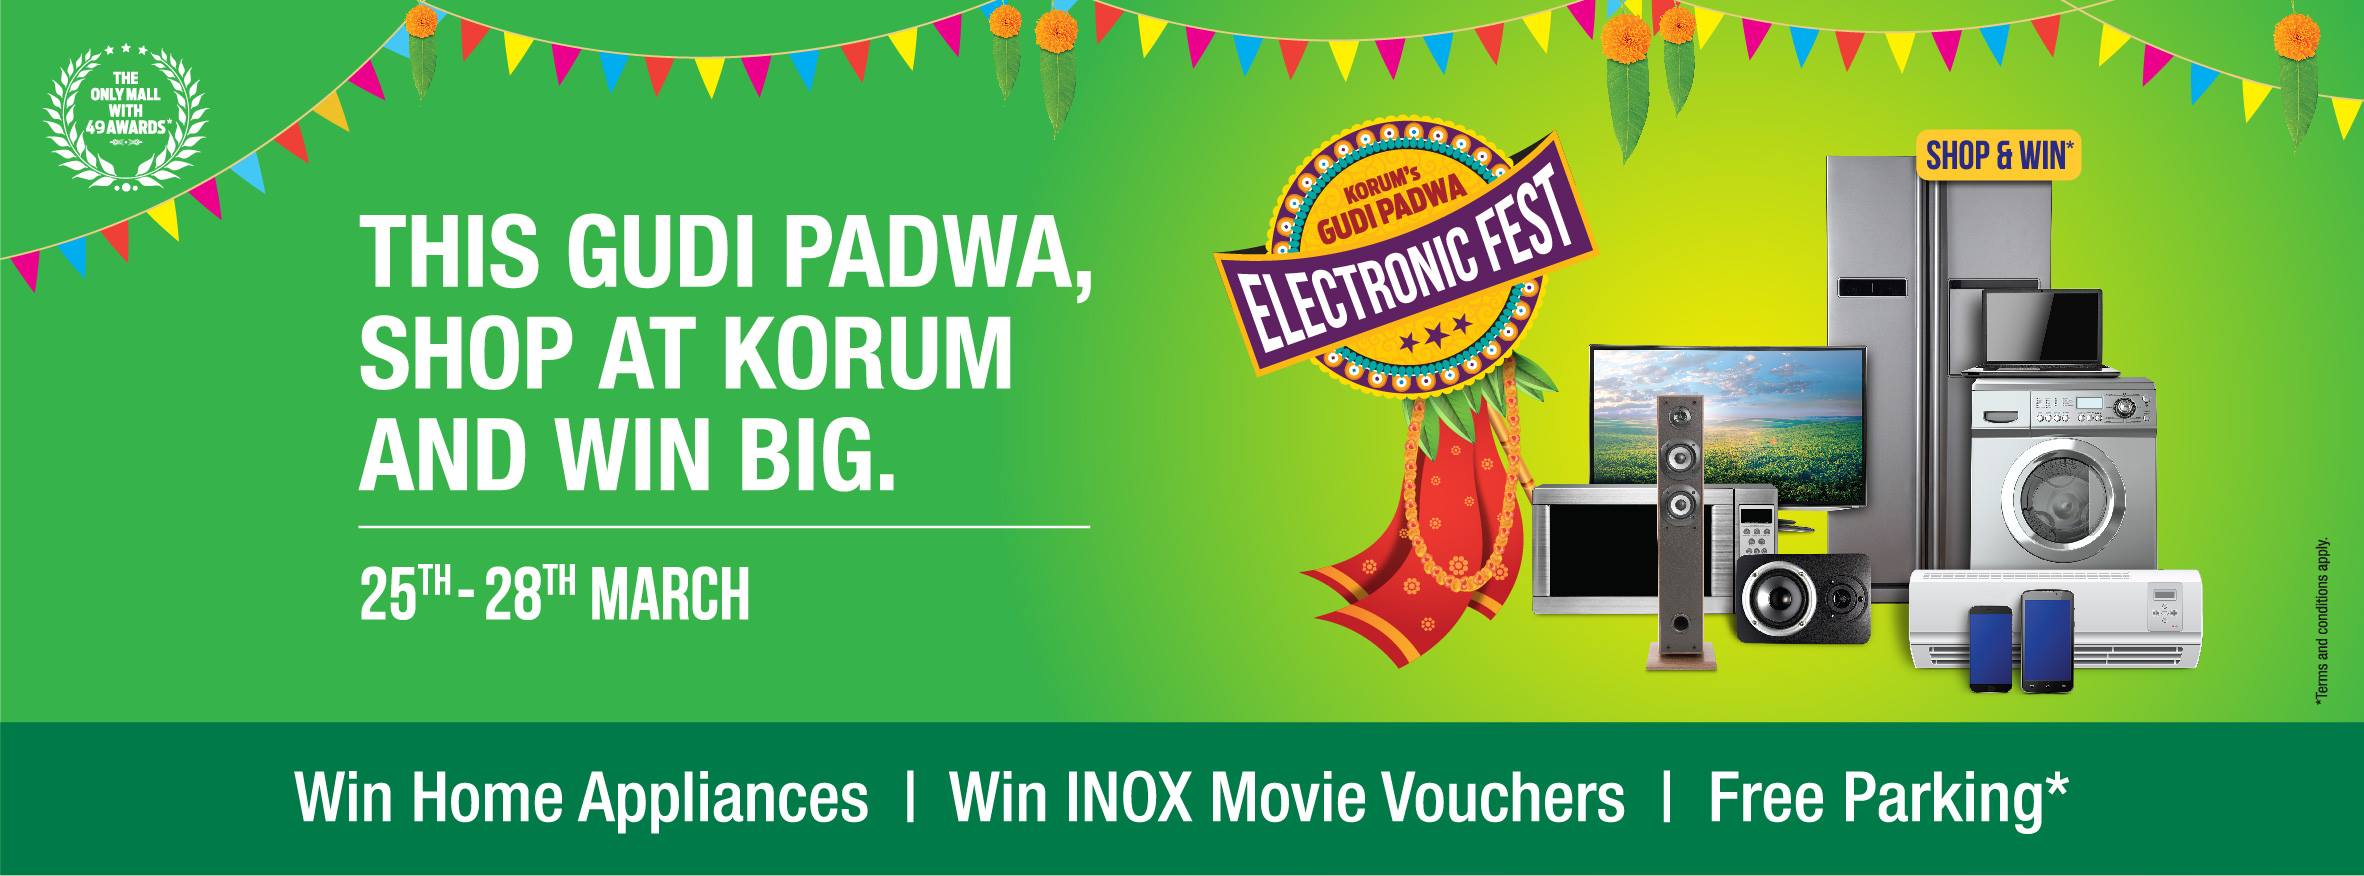 THE
ONLY MALL
WITH
49 AWARDS*
THIS GUDI PADWA,
SHOP AT KORUM
AND WIN BIG.
25TH - 28TH MARCH
KORUM's
GUDI PADWA
ELECTRONIC FEST
SHOP & WIN*
*Terms and conditions apply.
Win Home Appliances | Win INOX Movie Vouchers | Free Parking*